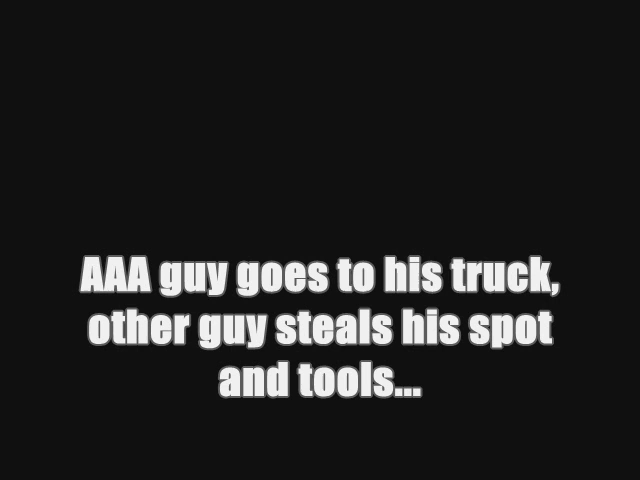 AAA guy goes to his truck,
other guy steals his spot
and tools...